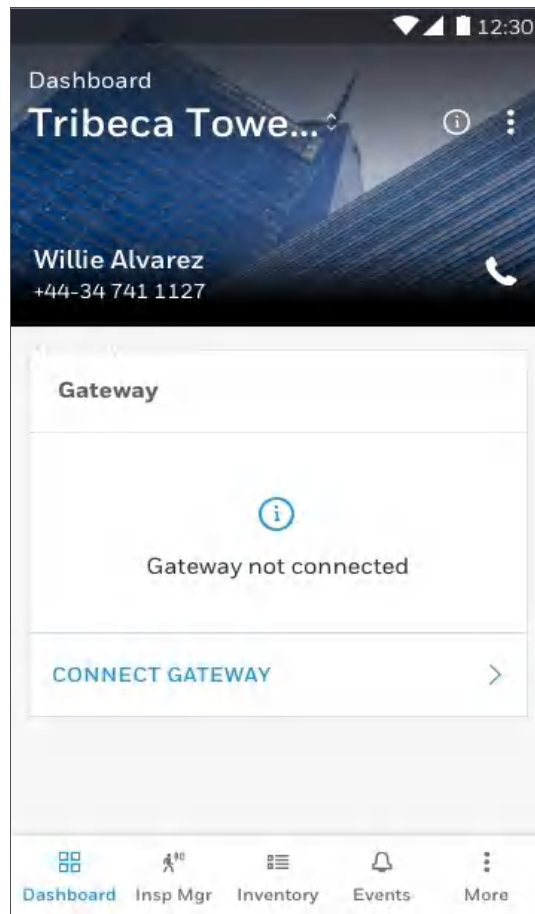 12:30
Dashboard
Tribeca Towe...
Willie Alvarez
+44-34 741 1127
Gateway
Gateway not connected
CONNECT GATEWAY
Dashboard Insp Mgr Inventory Events More